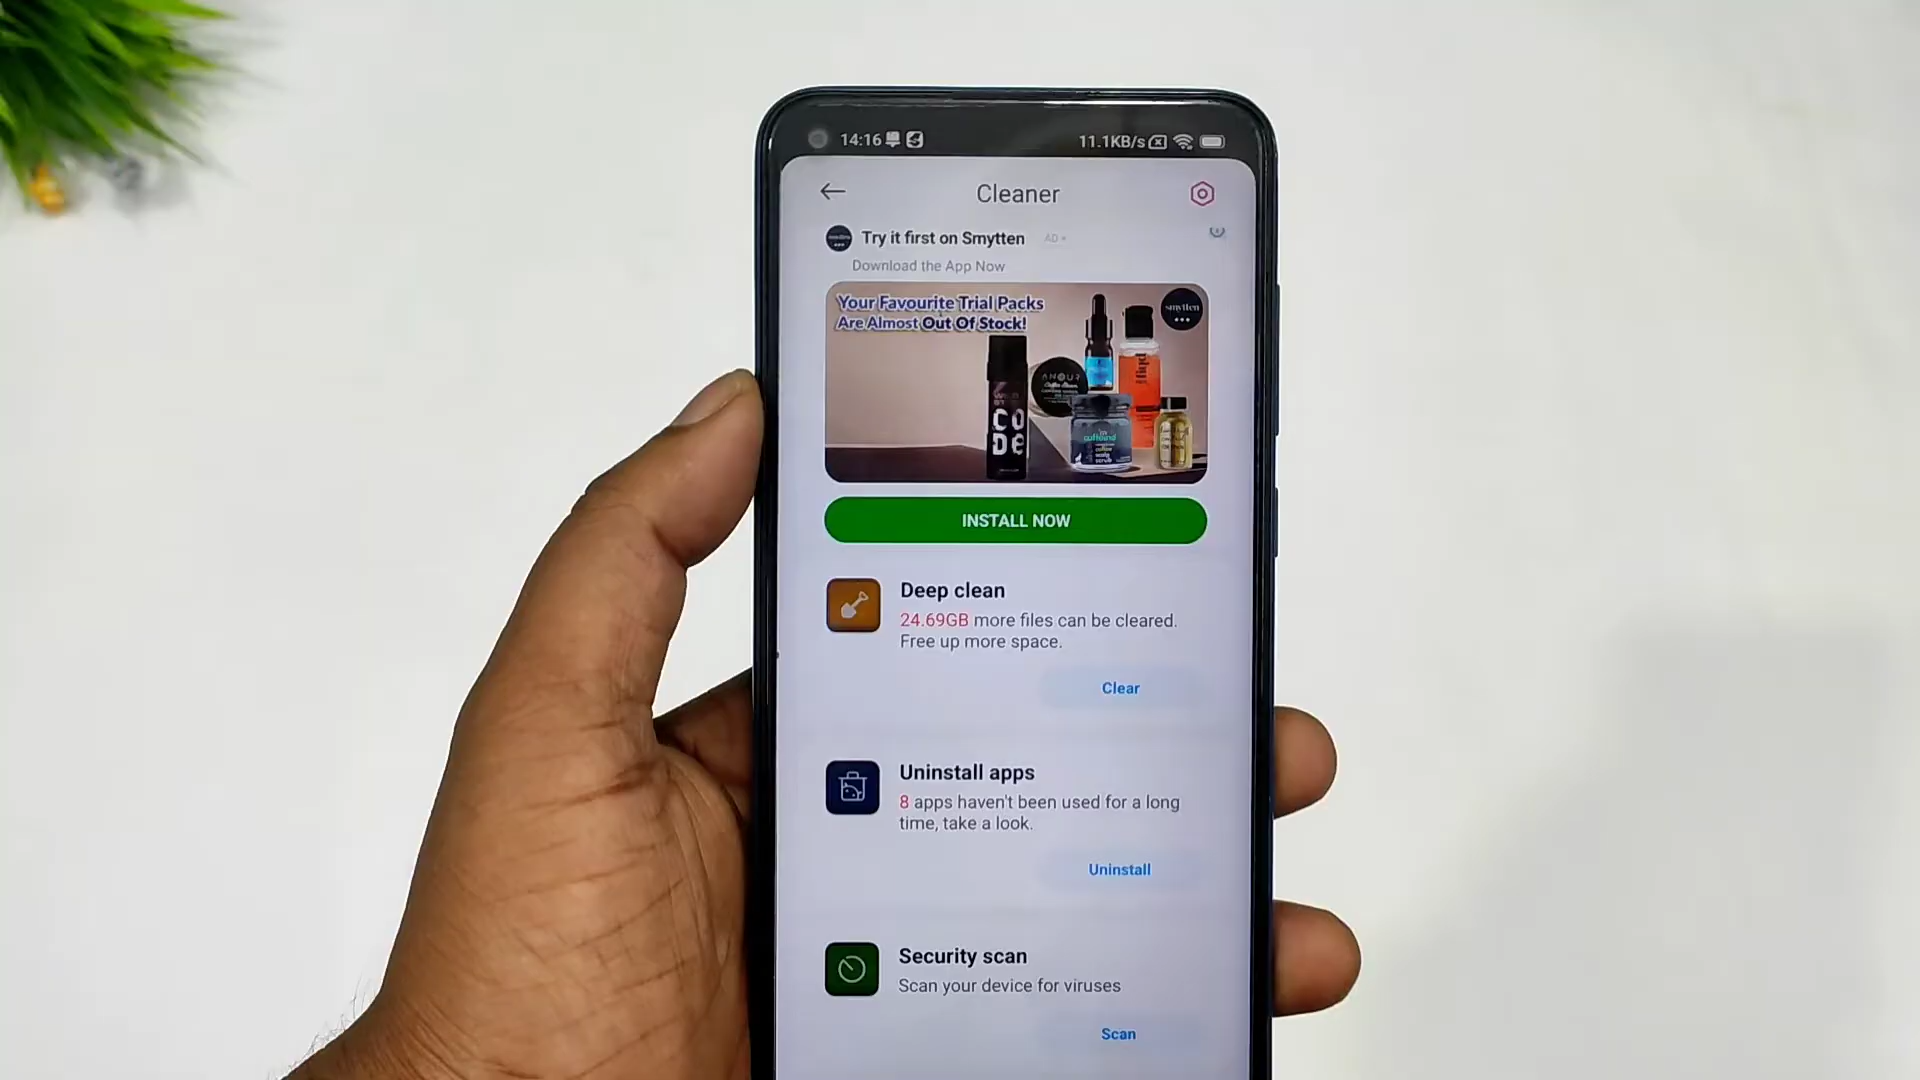 14:16
11.1KB/s
Cleaner
Try it first on Smytten
AD
Download the App Now
Your Favourite Trial Packs
Are Almost Out Of Stock!
smytten
CODe
INSTALL NOW
Deep clean
24.69GB more files can be cleared.
Free up more space.
Clear
Uninstall apps
8 apps haven't been used for a long
time, take a look.
Uninstall
Security scan
Scan your device for viruses
Scan